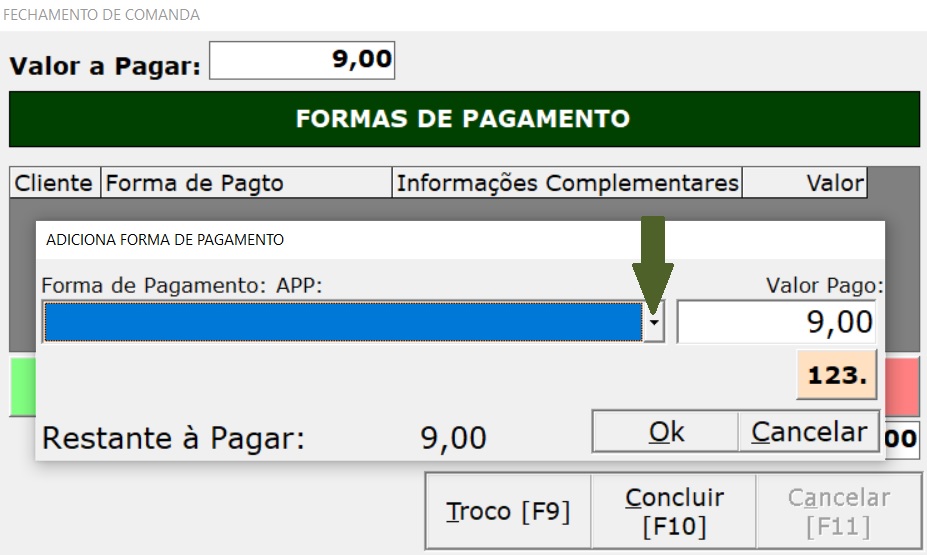 FECHAMENTO DE COMANDA
Valor a Pagar: 9,00
FORMAS DE PAGAMENTO
Cliente Forma de Pagto Informações Complementares Valor
ADICIONA FORMA DE PAGAMENTO
Forma de Pagamento: APP: Valor Pago:
9,00
123.
Restante à Pagar: 9,00 Ok Cancelar
00
Troco [F9] Concluir [F10] Cancelar [F11]